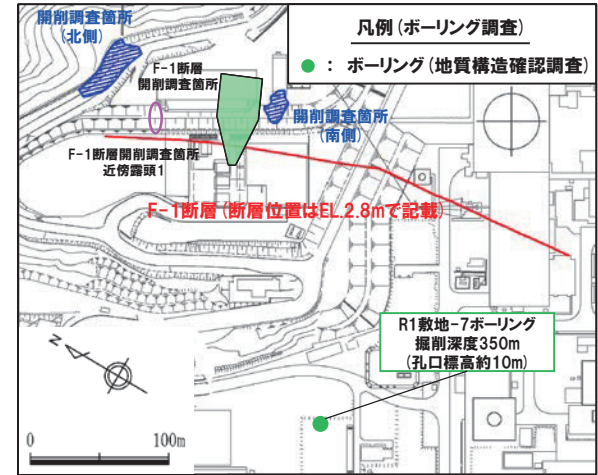 開削調査箇所
(北側)
凡例(ボーリング調査)
： ボーリング(地質構造確認調査)
F-1断層
開削調査箇所
開削調査箇所
(南側)
F-1断層開削調査箇所
近傍露頭1
F-1断層(断層位置はEL.2.8mで記載)
R1敷地-7ボーリング
掘削深度350m
(孔口標高約10m)
N
0 100m